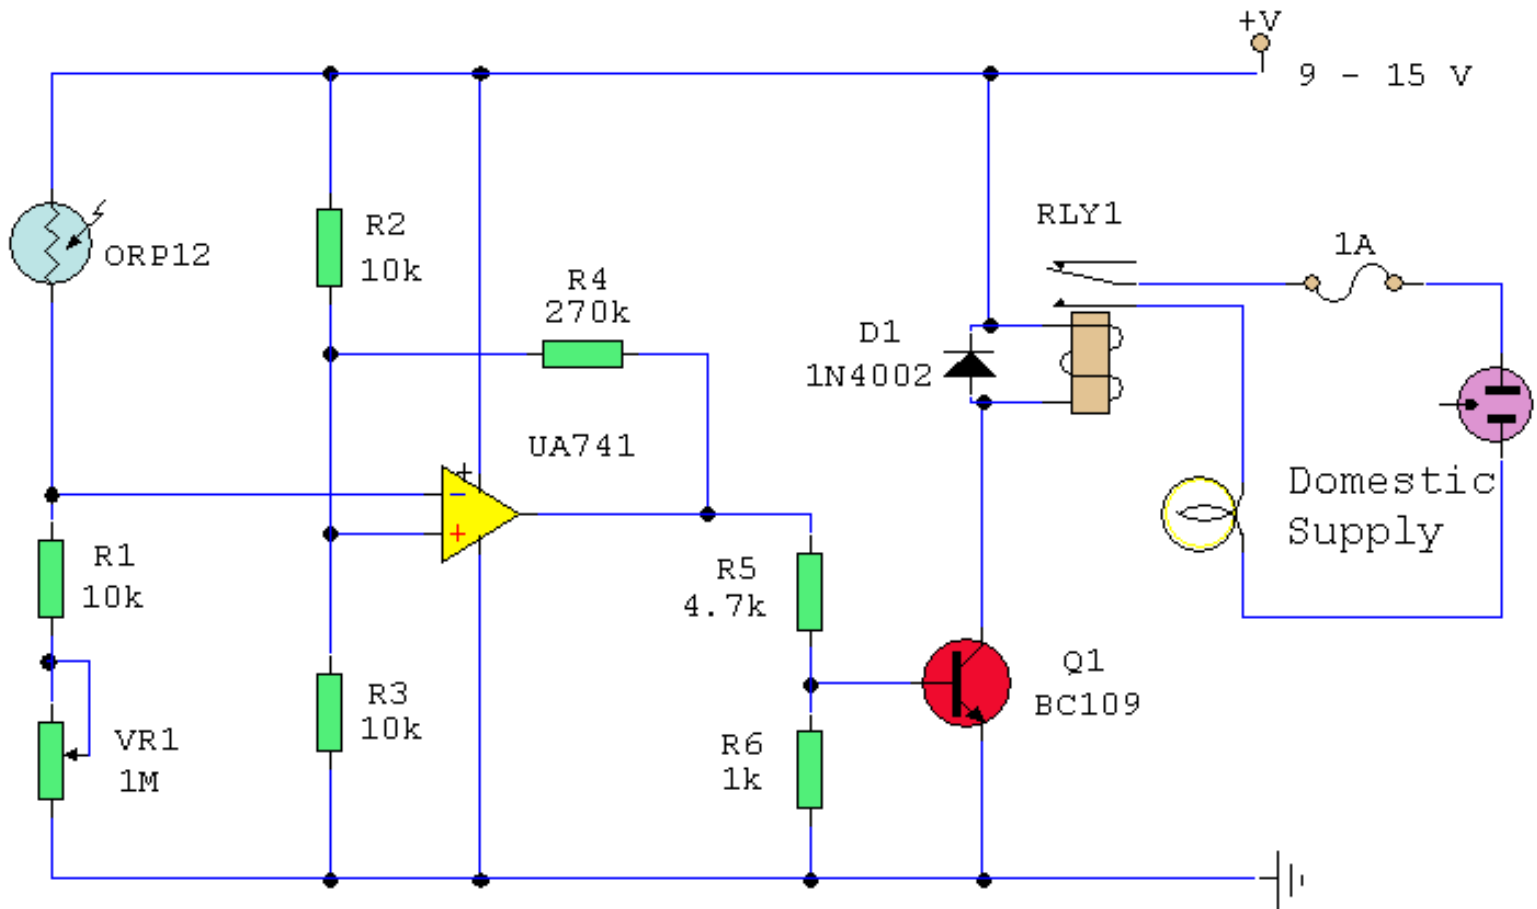 +V
9 - 15 V
RLY1
R2
10k
ORP12
1A
R4
270k
D1
1N4002
UA741
+
−
+
Domestic
Supply
R1
10k
R5
4.7k
Q1
BC109
R3
10k
VR1
1M
R6
1k